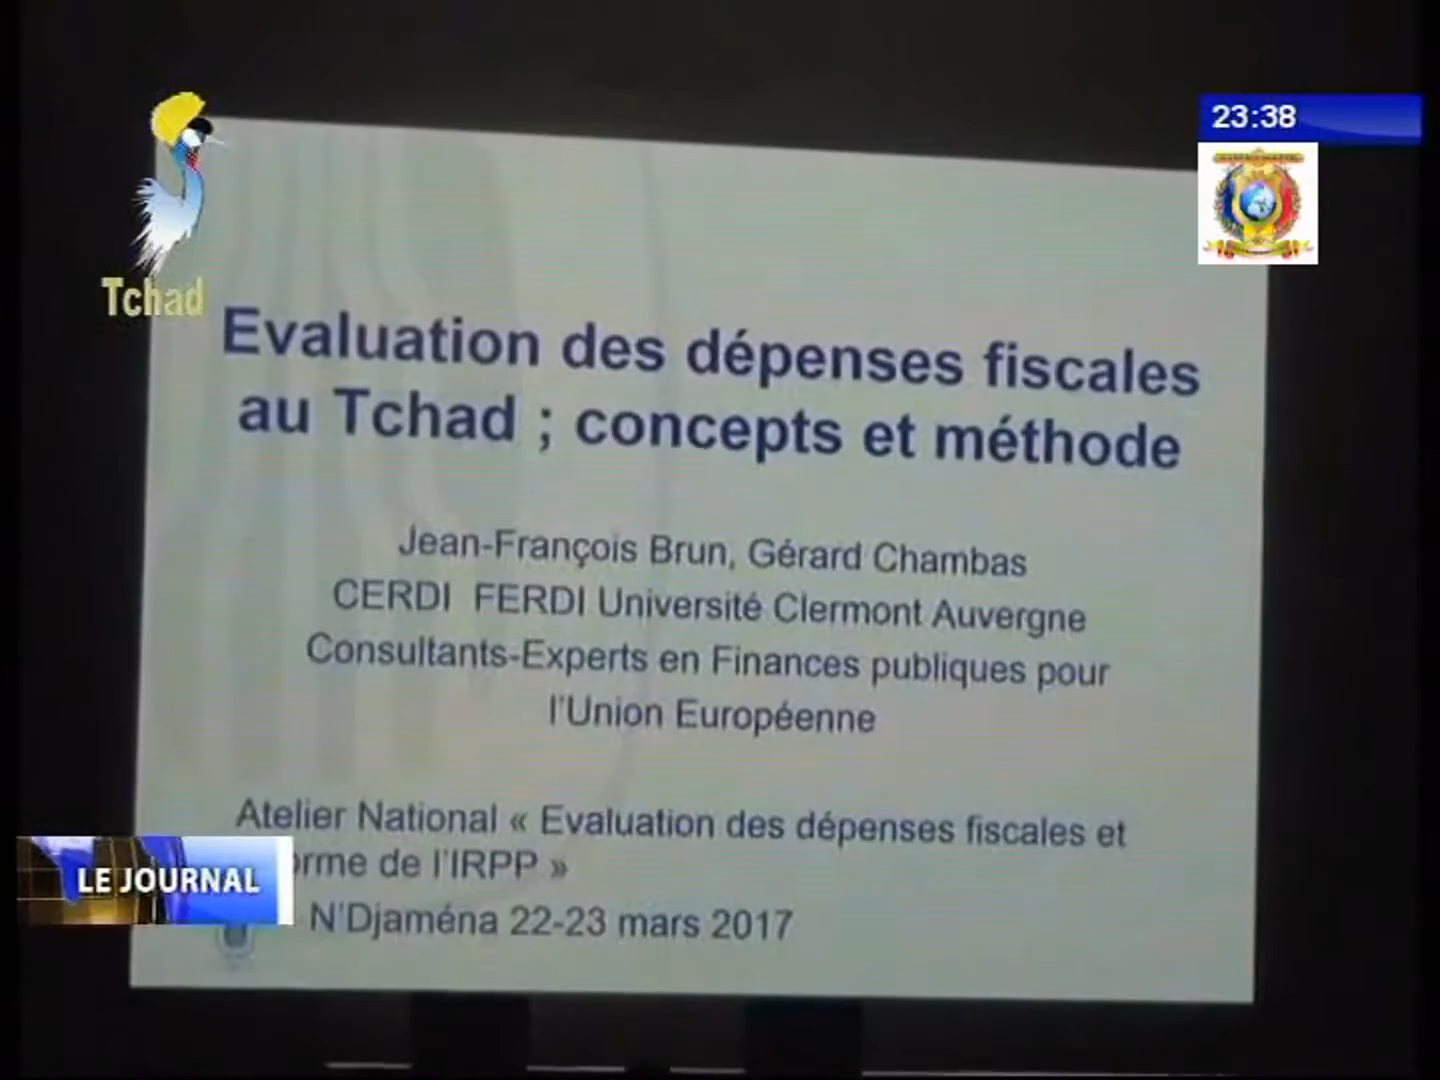 23:38
Tchad
Evaluation des dépenses fiscales
au Tchad ; concepts et méthode
Jean-François Brun, Gérard Chambas
CERDI FERDI Université Clermont Auvergne
Consultants-Experts en Finances publiques pour
l'Union Européenne
Atelier National « Evaluation des dépenses fiscales et
orme de l'IRPP »
LE JOURNAL
N'Djaména 22-23 mars 2017